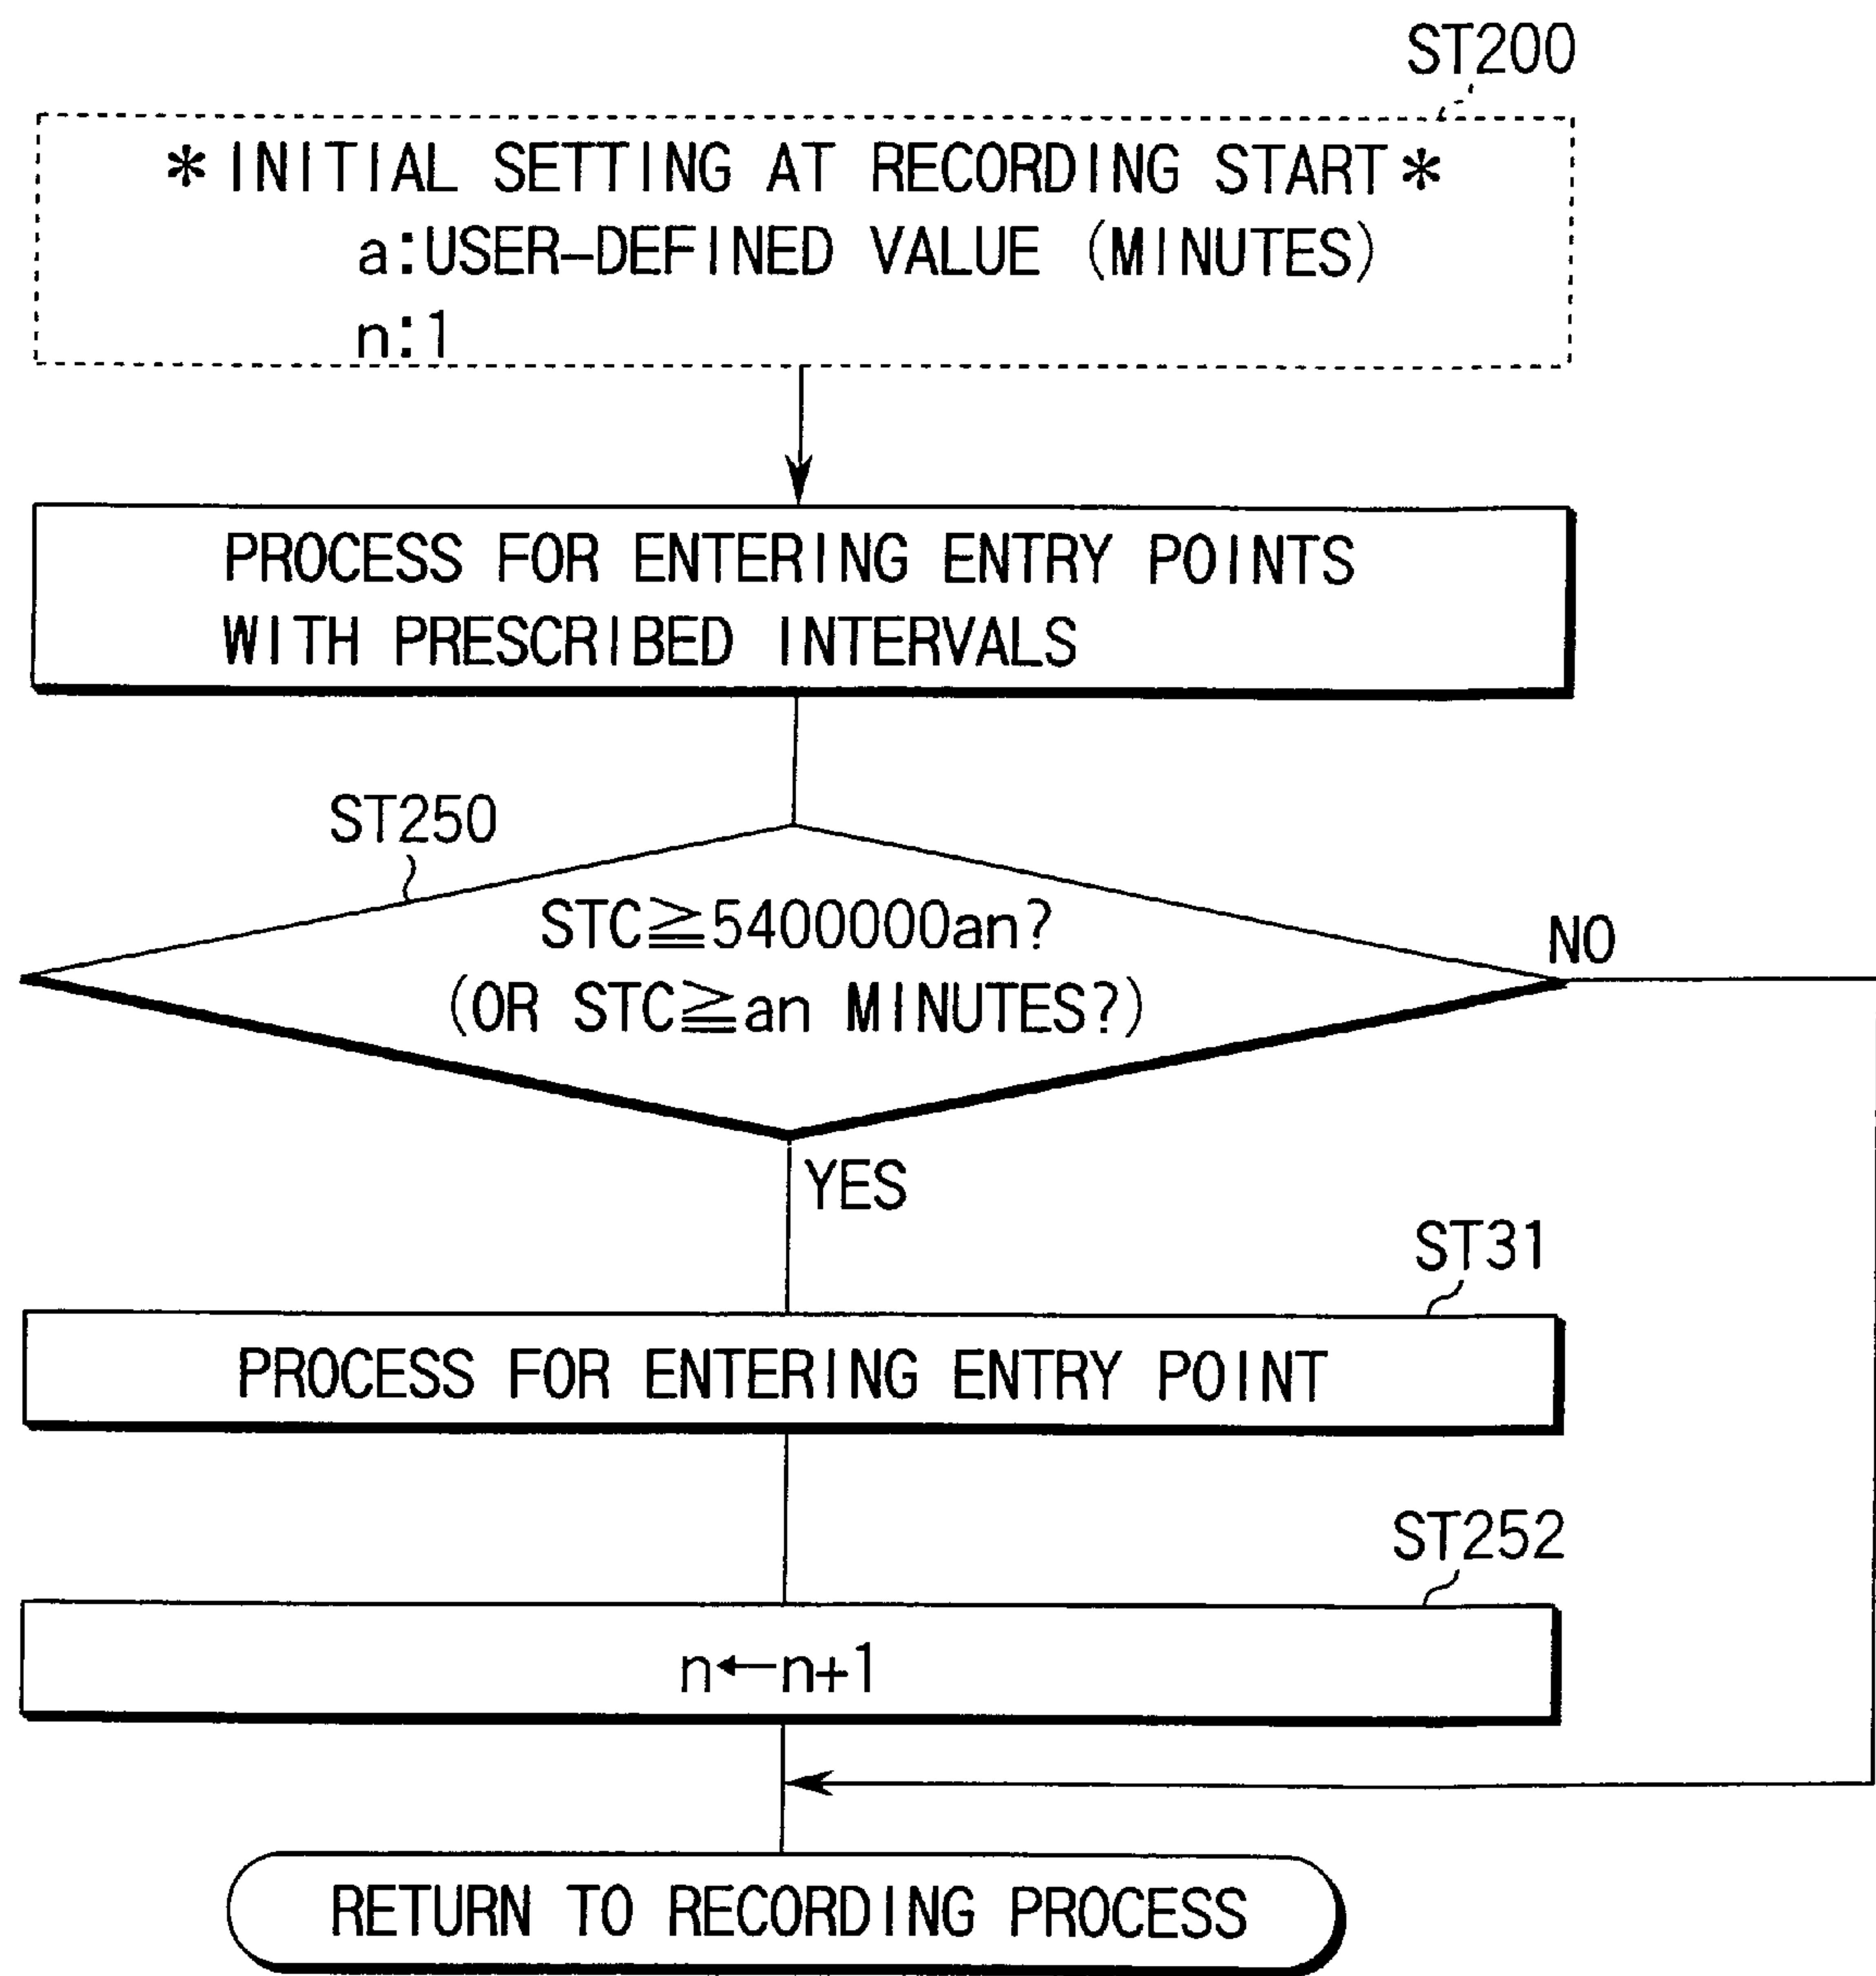 ST200
*INITIAL SETTING AT RECORDING START*
a:USER-DEFINED VALUE (MINUTES)
n:1
PROCESS FOR ENTERING ENTRY POINTS
WITH PRESCRIBED INTERVALS
ST250
STC≧5400000an?
(OR STC≧an MINUTES?)
NO
YES
ST31
PROCESS FOR ENTERING ENTRY POINT
ST252
n←n+1
RETURN TO RECORDING PROCESS